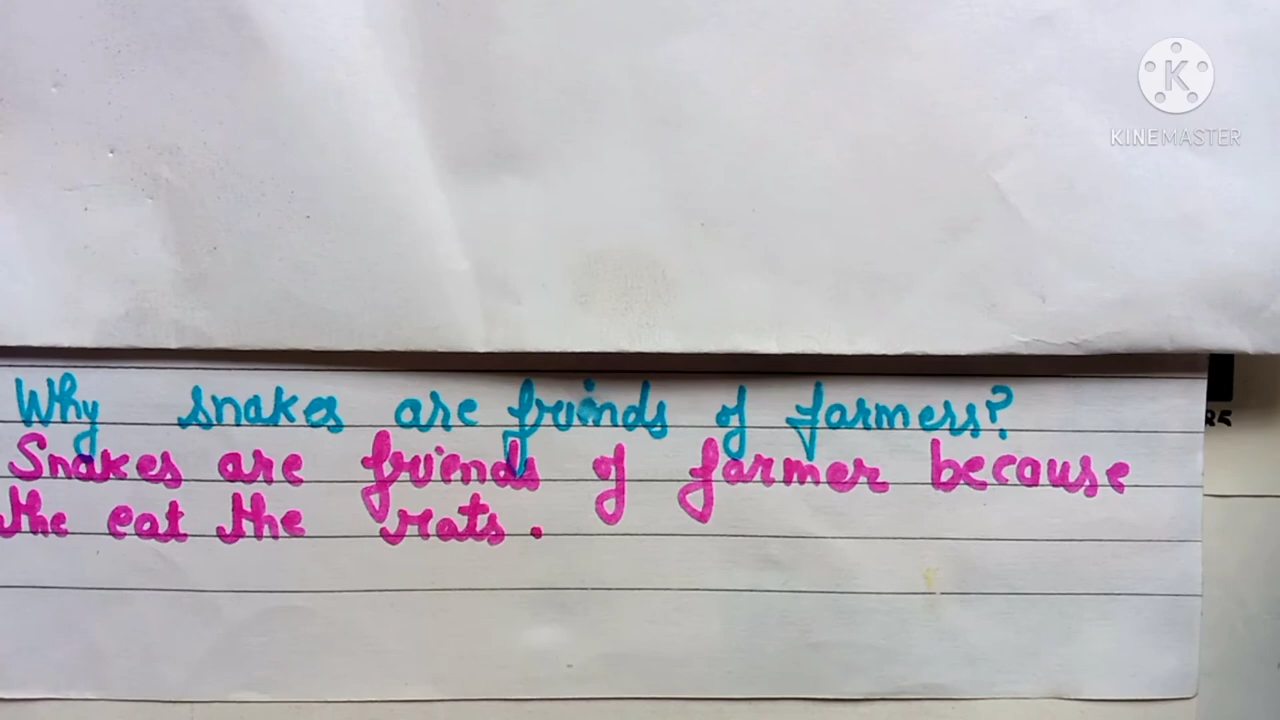 KINEMASTER
Why snakes are friends of farmers?
Snakes are friends of farmer because
the eat the rats.